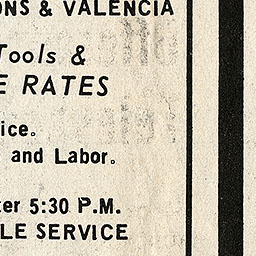 ONS & VALENCIA
Tools &
E RATES
ice.
and Labor.
ter 5:30 P.M.
LE SERVICE